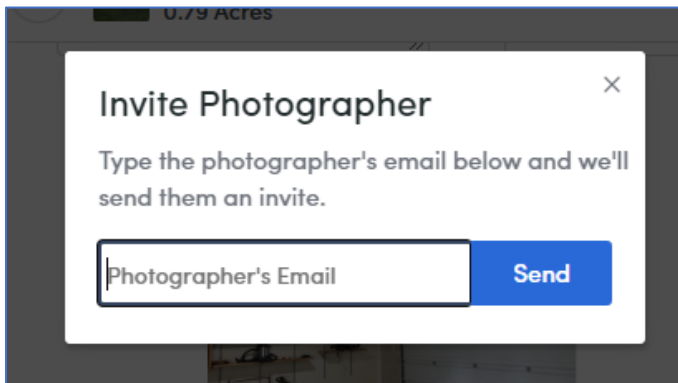 0.79 Acres
Invite Photographer
Type the photographer's email below and we'll
send them an invite.
Photographer's Email
Send